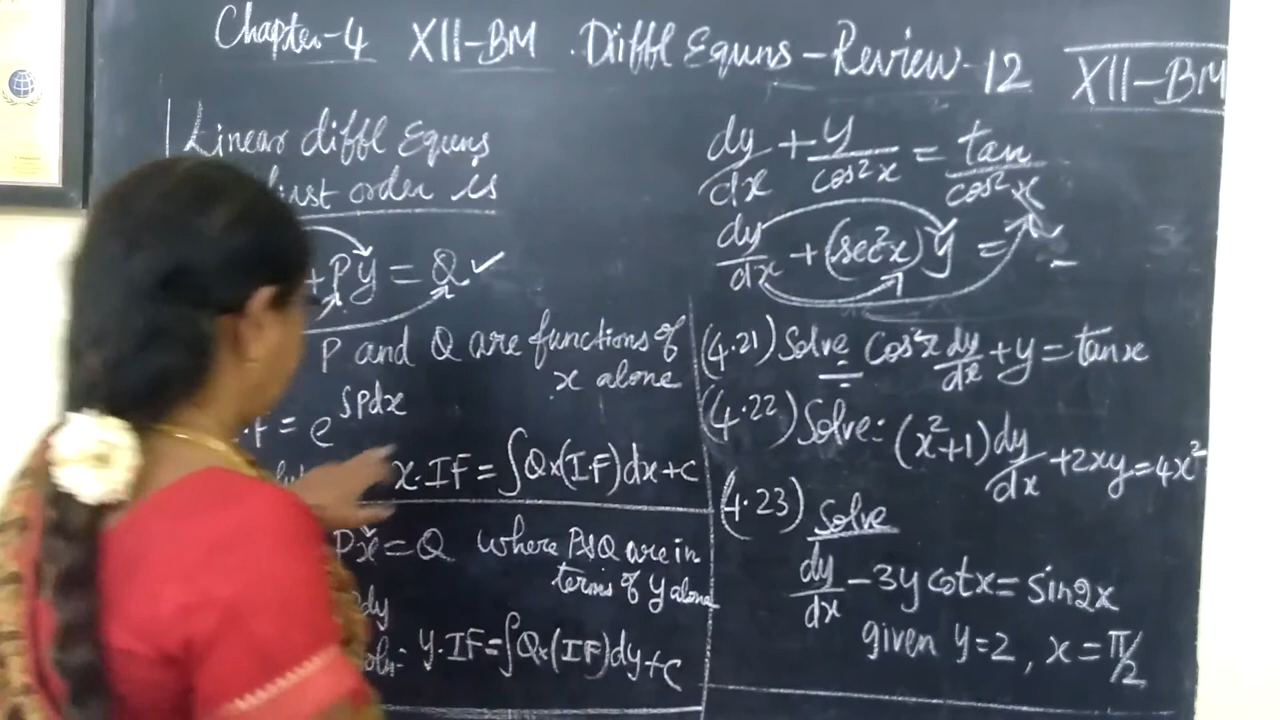 Chapter-4 XII-BM Diffl Equns - Review - 12
XII-BM
Linear diffl Equns
first order is
+ Py = Q ✓
P and Q are functions of
x alone
= e^∫Pdx
x.IF = ∫Q×(I.F)dx+c
Px = Q where P&Q are in
terms of y alone
dy
soln:- y.IF=∫Q×(IF)dy+c
dy/dx + y/cos²x = tan/cos²x
dy/dx + (sec²x) y =
(4.21) Solve cos²x dy/dx + y = tanx
(4.22) Solve: (x²+1) dy/dx + 2xy = 4x²
(4.23) Solve
dy/dx - 3y cotx = sin2x
given y=2, x = π/2